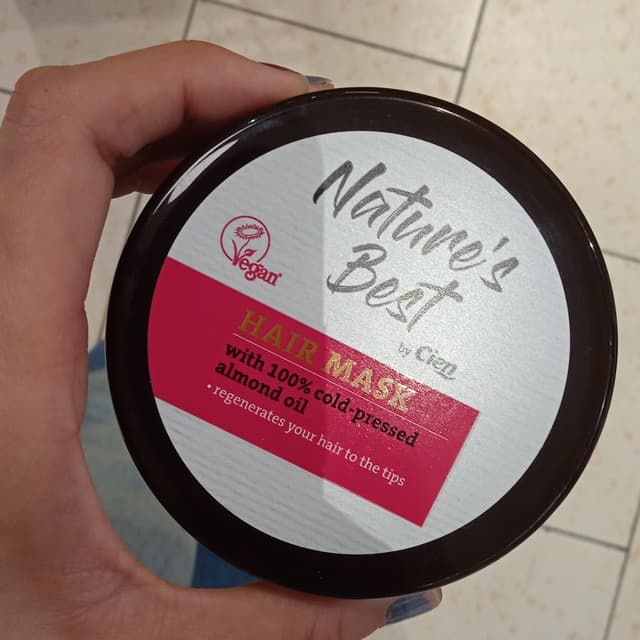 Nature's
Best
by Cien
Vegan
HAIR MASK
with 100% cold-pressed
almond oil
• regenerates your hair to the tips